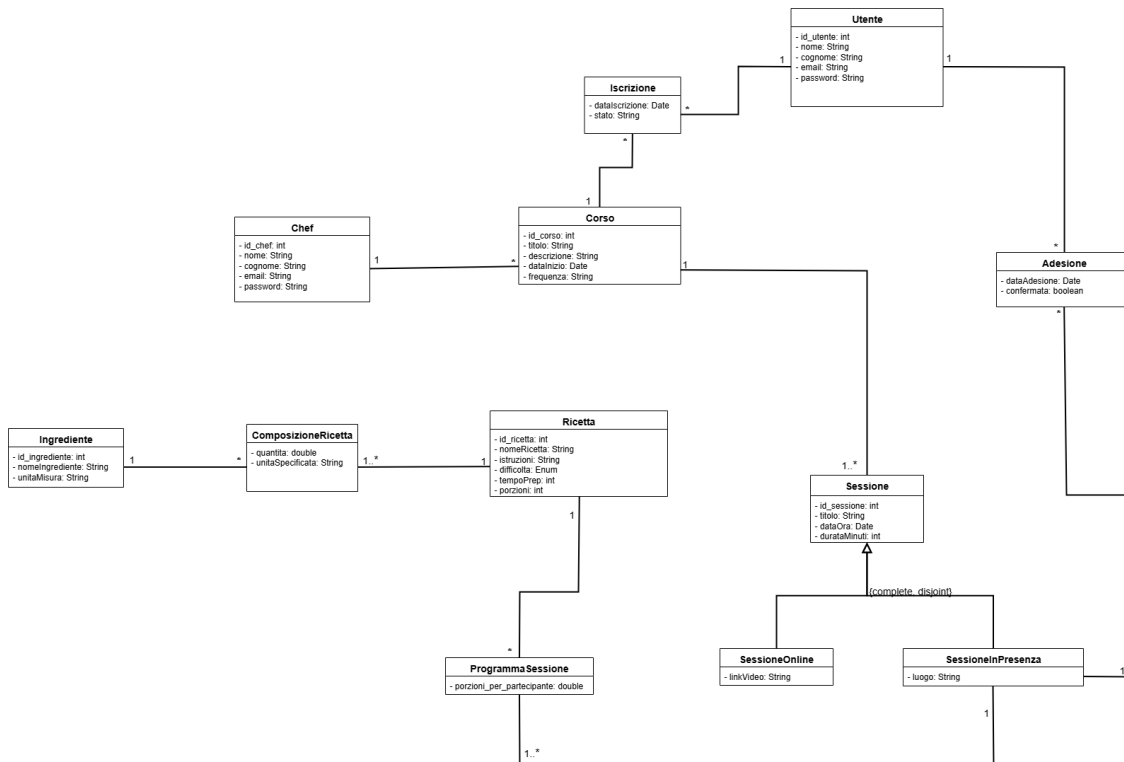 Utente
- id_utente: int
- nome: String
- cognome: String
- email: String
- password: String
1
1
Iscrizione
- dataIscrizione: Date
- stato: String
*
*
1
Chef
- id_chef: int
- nome: String
- cognome: String
- email: String
- password: String
1
*
Corso
- id_corso: int
- titolo: String
- descrizione: String
- dataInizio: Date
- frequenza: String
1
*
Adesione
- dataAdesione: Date
- confermata: boolean
*
Ingrediente
- id_ingrediente: int
- nomeIngrediente: String
- unitaMisura: String
1
*
ComposizioneRicetta
- quantita: double
- unitaSpecificata: String
1..*
1
Ricetta
- id_ricetta: int
- nomeRicetta: String
- istruzioni: String
- difficolta: Enum
- tempoPrep: int
- porzioni: int
1
1..*
Sessione
- id_sessione: int
- titolo: String
- dataOra: Date
- durataMinuti: int
{complete, disjoint}
*
ProgrammaSessione
- porzioni_per_partecipante: double
1..*
SessioneOnline
- linkVideo: String
SessioneInPresenza
- luogo: String
1
1